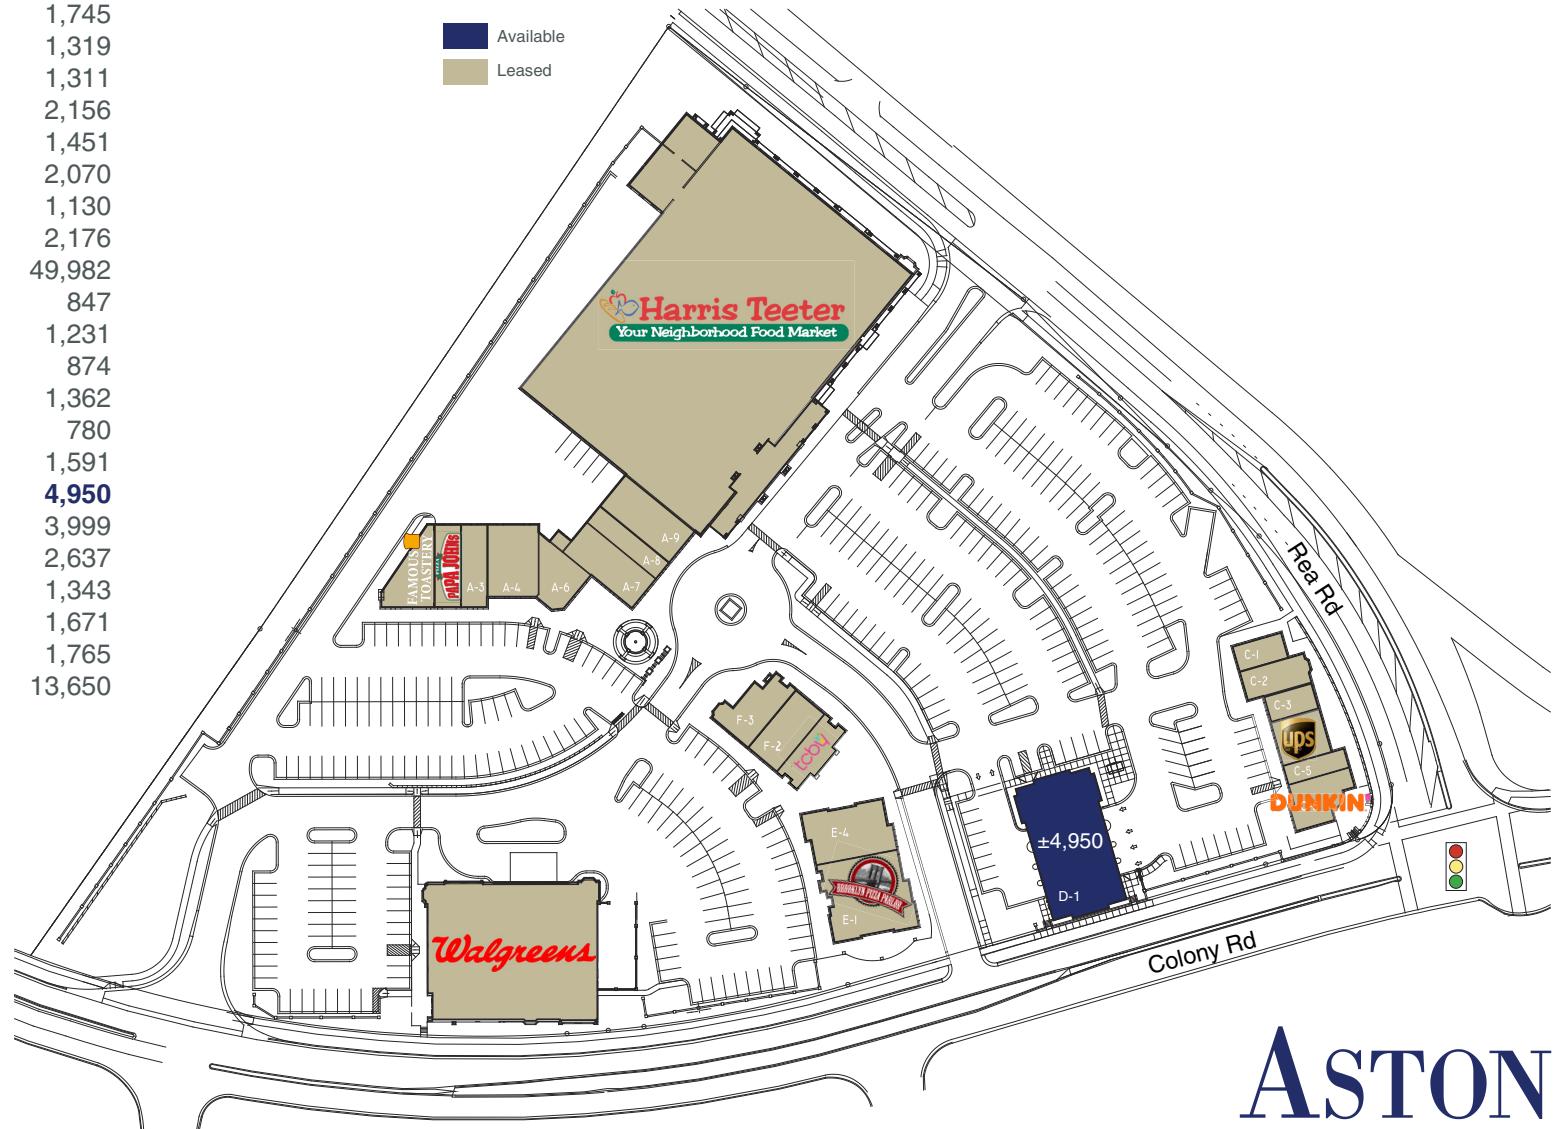 1,745
1,319
1,311
2,156
1,451
2,070
1,130
2,176
49,982
847
1,231
874
1,362
780
1,591
4,950
3,999
2,637
1,343
1,671
1,765
13,650
Available
Leased
Harris Teeter
Your Neighborhood Food Market
FAMOUS
TOASTERY
PIZZA
PAPA JOHNS
A-3
A-4
A-6
A-7
A-8
A-9
F-3
F-2
tcby
E-4
BROOKLYN PIZZA PARLOR
E-1
Walgreens
±4,950
D-1
C-1
C-2
C-3
ups
C-5
DUNKIN'
Rea Rd
Colony Rd
ASTON